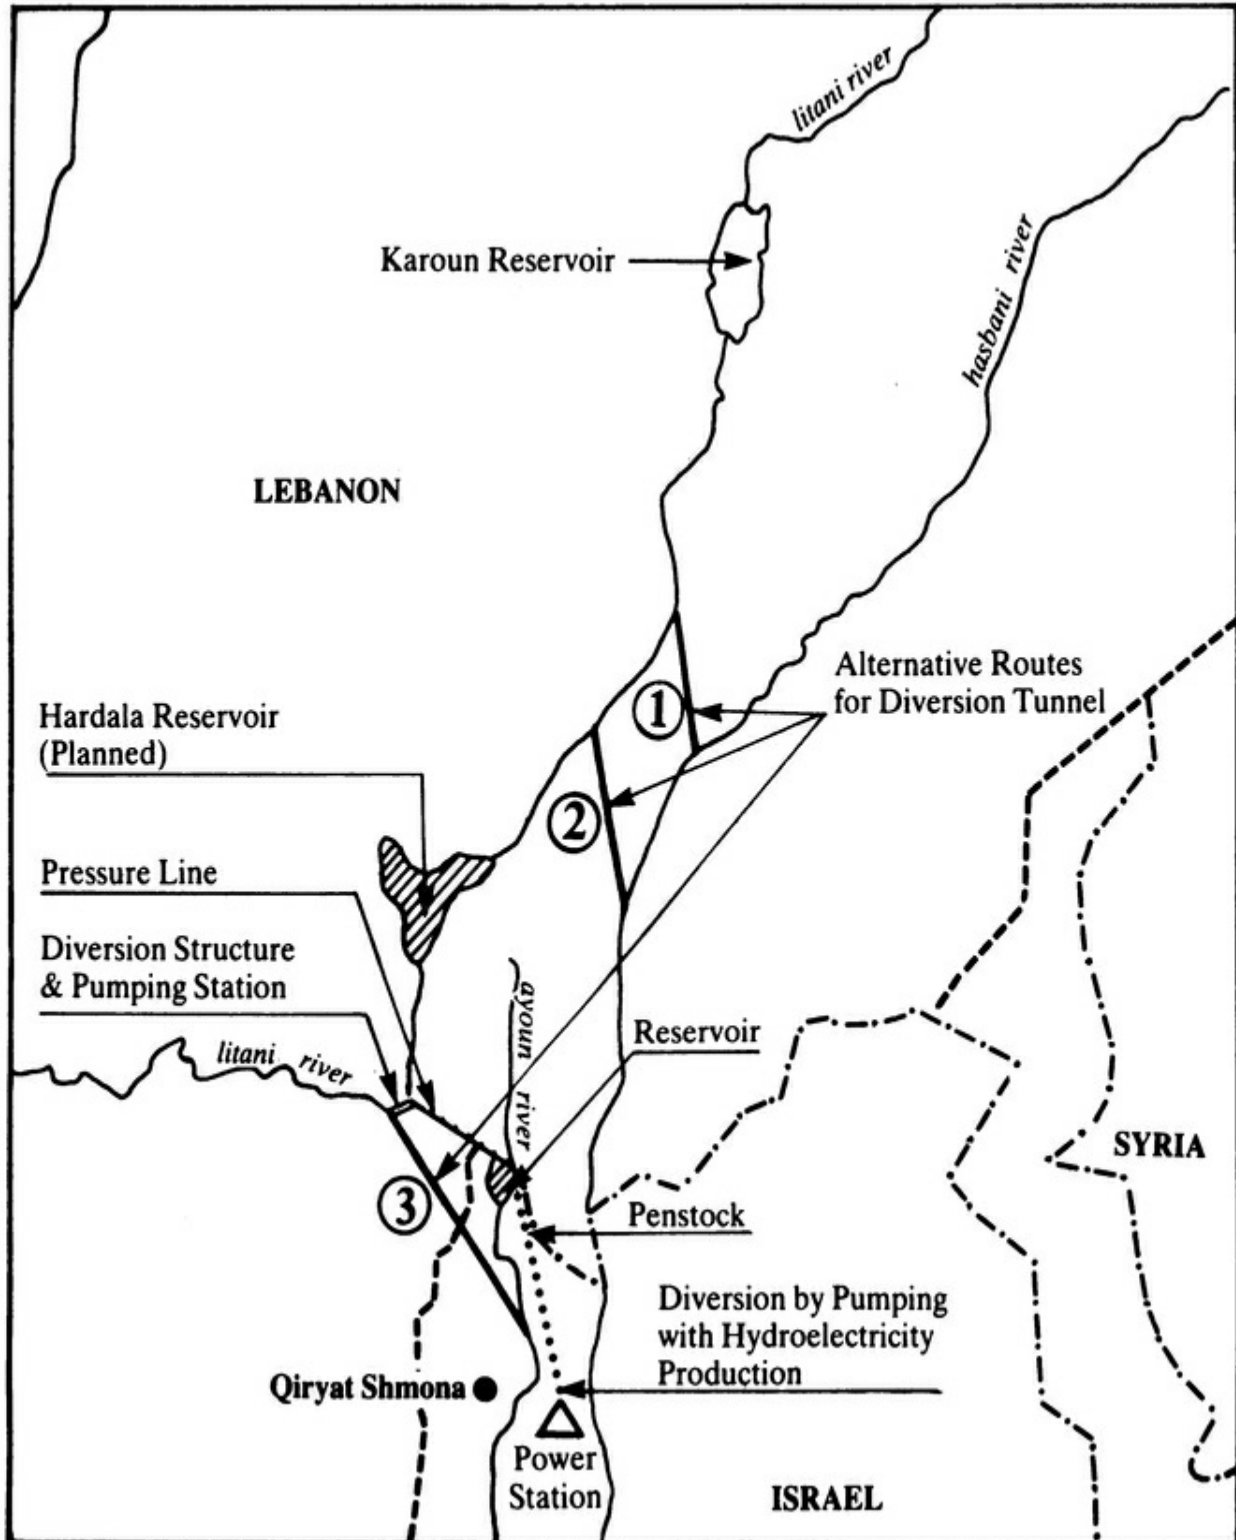 litani river
hasbani river
Karoun Reservoir
LEBANON
Alternative Routes
for Diversion Tunnel
1
Hardala Reservoir
(Planned)
2
Pressure Line
Diversion Structure
& Pumping Station
ayoun river
Reservoir
litani river
SYRIA
3
Penstock
Diversion by Pumping
with Hydroelectricity
Production
Qiryat Shmona
Power
Station
ISRAEL